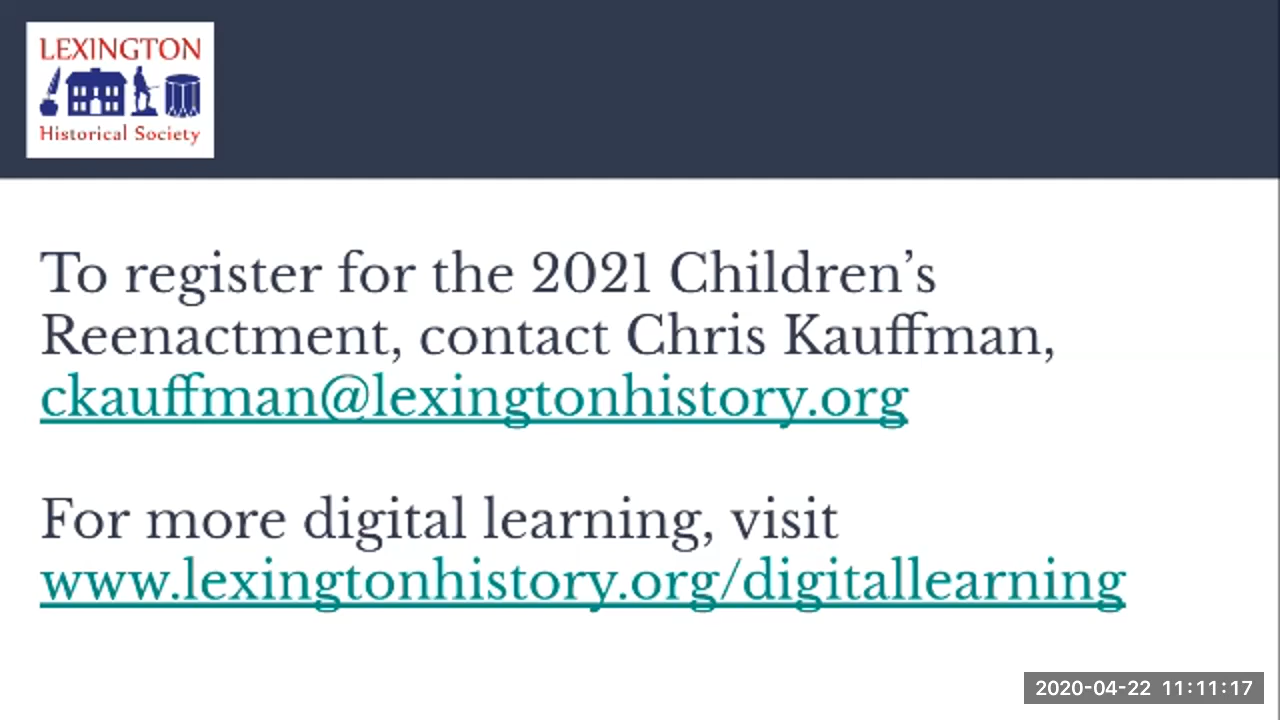 LEXINGTON
Historical Society
To register for the 2021 Children’s
Reenactment, contact Chris Kauffman,
ckauffman@lexingtonhistory.org
For more digital learning, visit
www.lexingtonhistory.org/digitallearning
2020-04-22 11:11:17